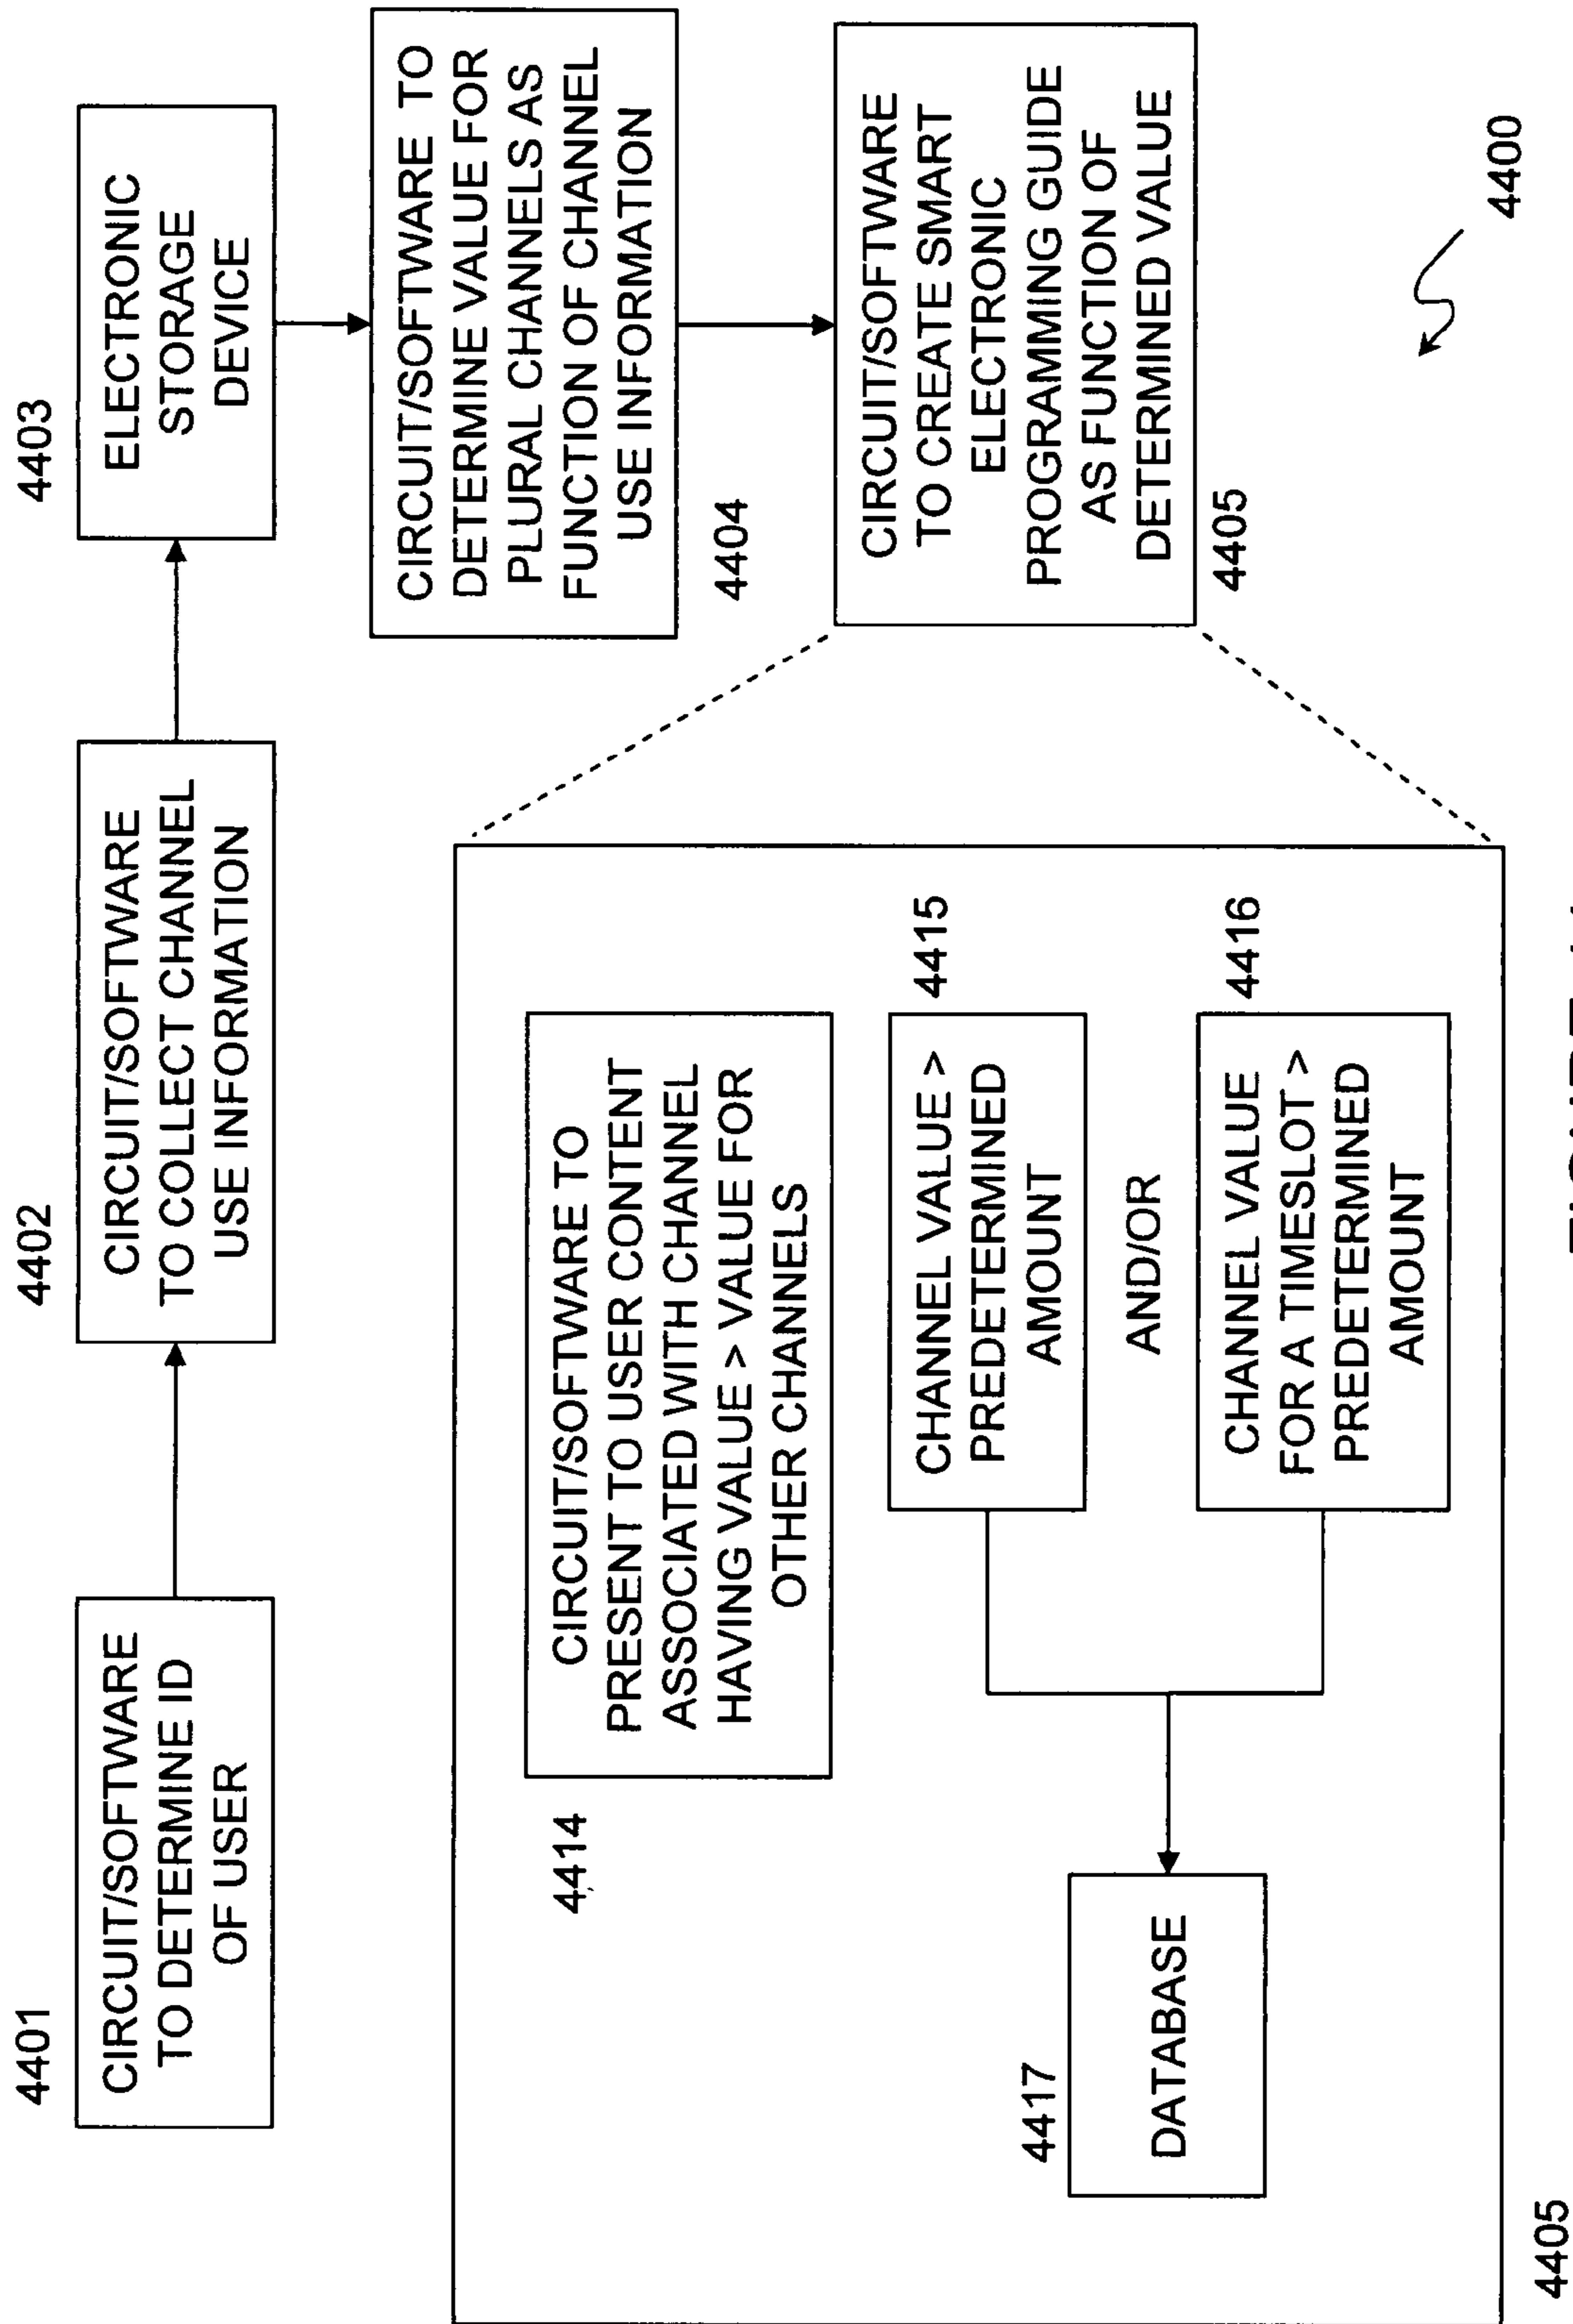 4401
CIRCUIT/SOFTWARE
TO DETERMINE ID
OF USER
4402
CIRCUIT/SOFTWARE
TO COLLECT CHANNEL
USE INFORMATION
4403
ELECTRONIC
STORAGE
DEVICE
CIRCUIT/SOFTWARE TO
DETERMINE VALUE FOR
PLURAL CHANNELS AS
FUNCTION OF CHANNEL
USE INFORMATION
4404
CIRCUIT/SOFTWARE
TO CREATE SMART
ELECTRONIC
PROGRAMMING GUIDE
AS FUNCTION OF
DETERMINED VALUE
4405
4414
CIRCUIT/SOFTWARE TO
PRESENT TO USER CONTENT
ASSOCIATED WITH CHANNEL
HAVING VALUE > VALUE FOR
OTHER CHANNELS
4415
CHANNEL VALUE >
PREDETERMINED
AMOUNT
AND/OR
4416
CHANNEL VALUE
FOR A TIMESLOT >
PREDETERMINED
AMOUNT
4417
DATABASE
4405
4400